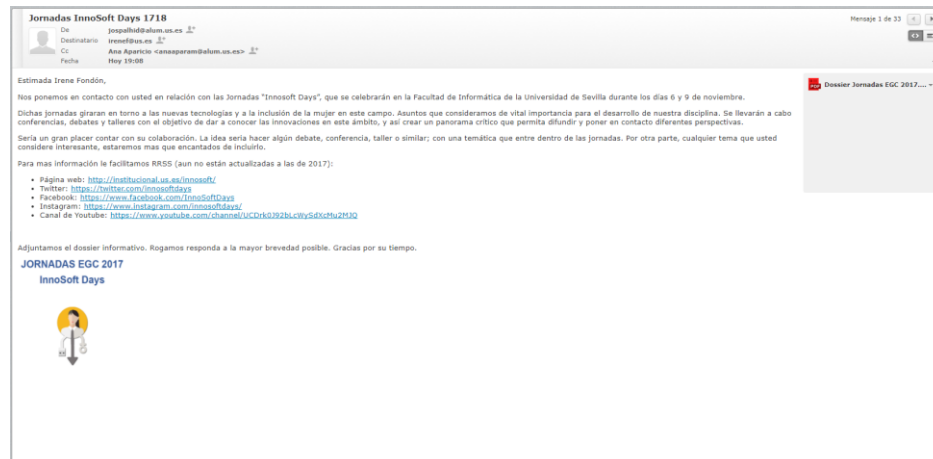 Jornadas InnoSoft Days 1718
Mensaje 1 de 33
De jospalhid@alum.us.es
Destinatario irenef@us.es
Cc Ana Aparicio <anaaparam@alum.us.es>
Fecha Hoy 19:08
Estimada Irene Fondón,
Nos ponemos en contacto con usted en relación con las Jornadas "Innosoft Days", que se celebrarán en la Facultad de Informática de la Universidad de Sevilla durante los días 6 y 9 de noviembre.
Dichas jornadas giraran en torno a las nuevas tecnologías y a la inclusión de la mujer en este campo. Asuntos que consideramos de vital importancia para el desarrollo de nuestra disciplina. Se llevarán a cabo
conferencias, debates y talleres con el objetivo de dar a conocer las innovaciones en este ámbito, y así crear un panorama crítico que permita difundir y poner en contacto diferentes perspectivas.
Sería un gran placer contar con su colaboración. La idea seria hacer algún debate, conferencia, taller o similar; con una temática que entre dentro de las jornadas. Por otra parte, cualquier tema que usted
considere interesante, estaremos mas que encantados de incluirlo.
Para mas información le facilitamos RRSS (aun no están actualizadas a las de 2017):
• Página web: http://institucional.us.es/innosoft/
• Twitter: https://twitter.com/innosoftdays
• Facebook: https://www.facebook.com/InnoSoftDays
• Instagram: https://www.instagram.com/innosoftdays/
• Canal de Youtube: https://www.youtube.com/channel/UCDrk0J92bLcWySdXcMu2MJQ
Adjuntamos el dossier informativo. Rogamos responda a la mayor brevedad posible. Gracias por su tiempo.
JORNADAS EGC 2017
InnoSoft Days
PDF
Dossier Jornadas EGC 2017....